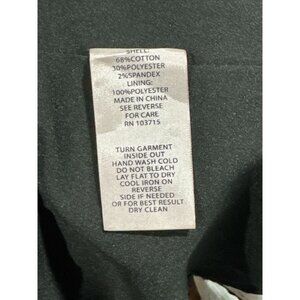 SHELL:
68%COTTON
30%POLYESTER
2%SPANDEX
LINING:
100%POLYESTER
MADE IN CHINA
SEE REVERSE
FOR CARE
RN 103715
TURN GARMENT
INSIDE OUT
HAND WASH COLD
DO NOT BLEACH
LAY FLAT TO DRY
COOL IRON ON
REVERSE
SIDE IF NEEDED
OR FOR BEST RESULT
DRY CLEAN